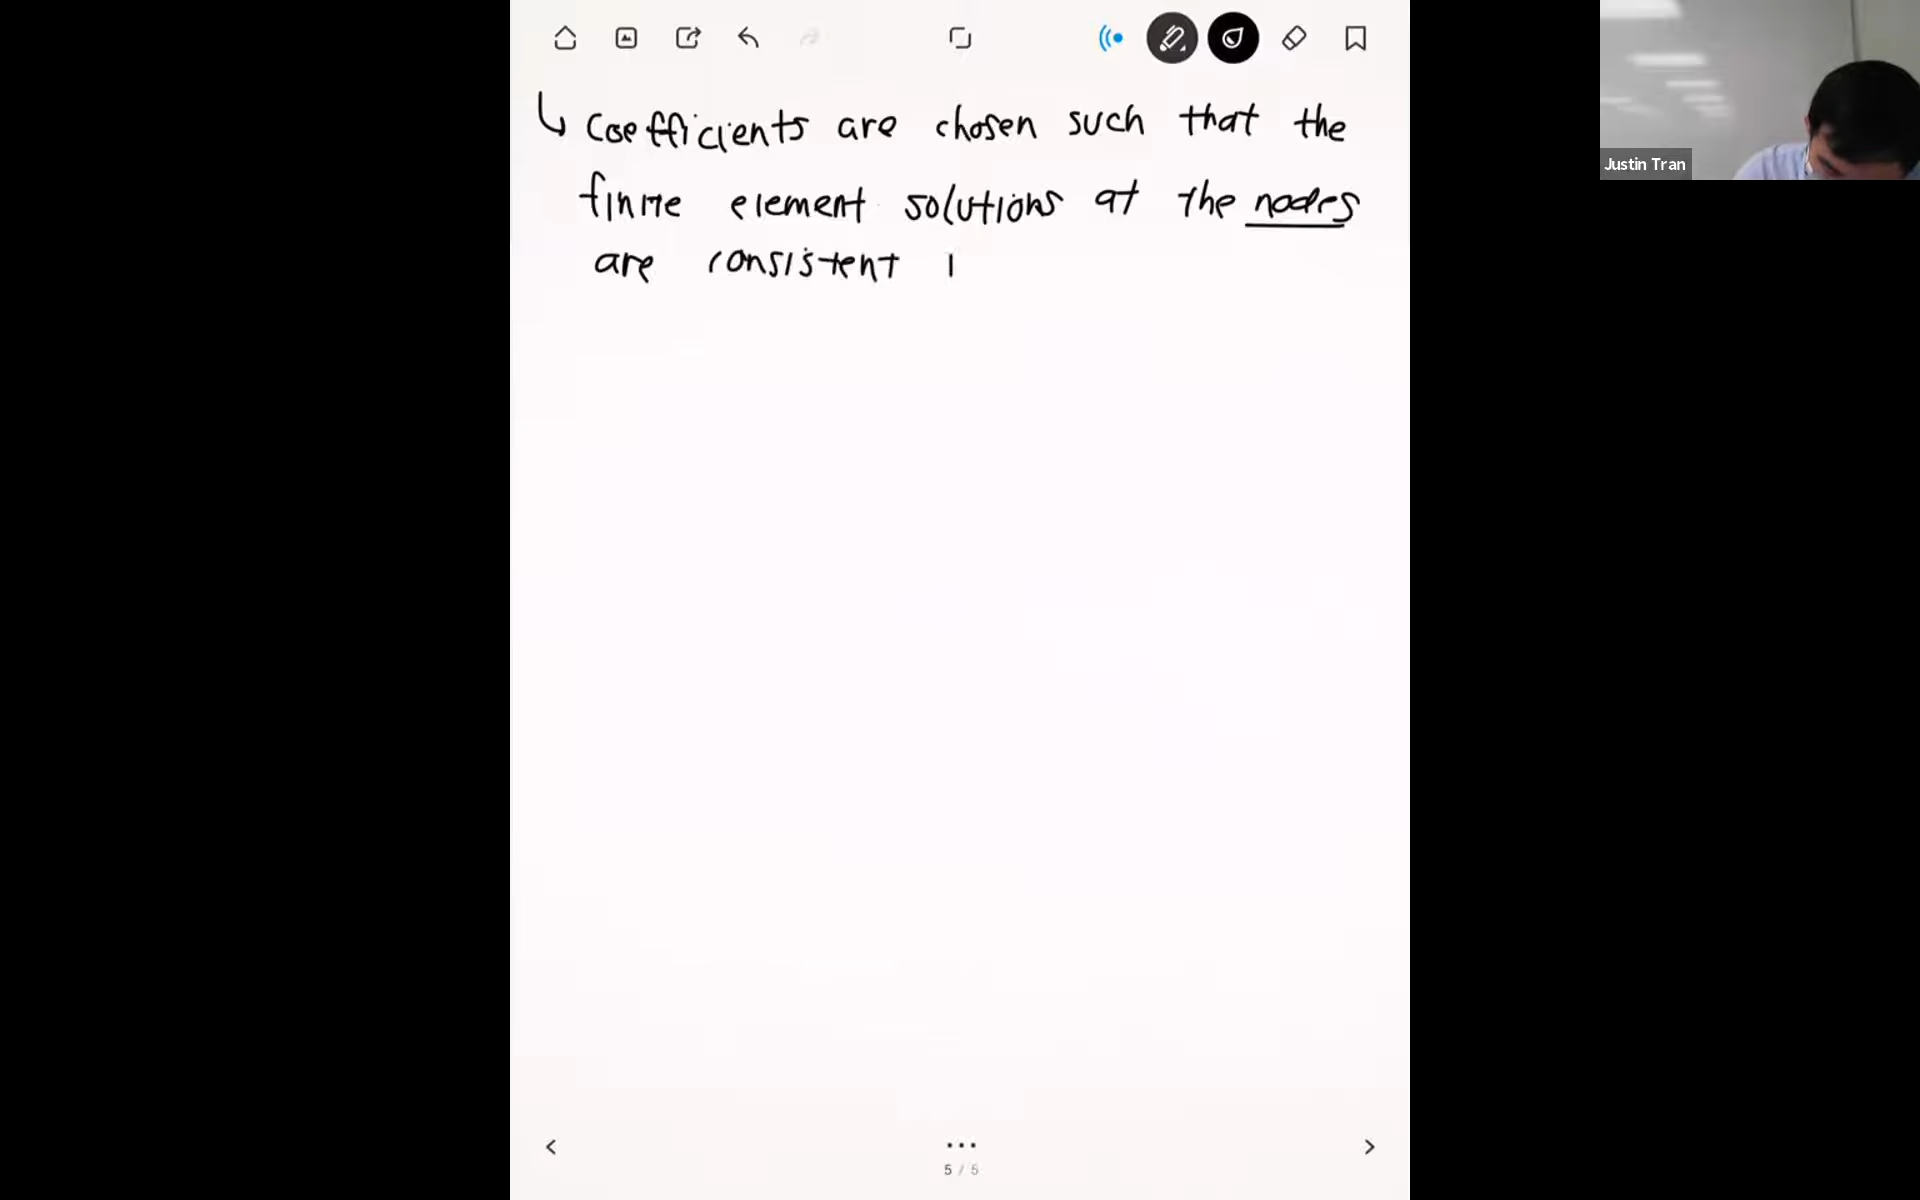 ↳ Coefficients are chosen such that the
finite element solutions at the nodes
are consistent
Justin Tran
5 / 5